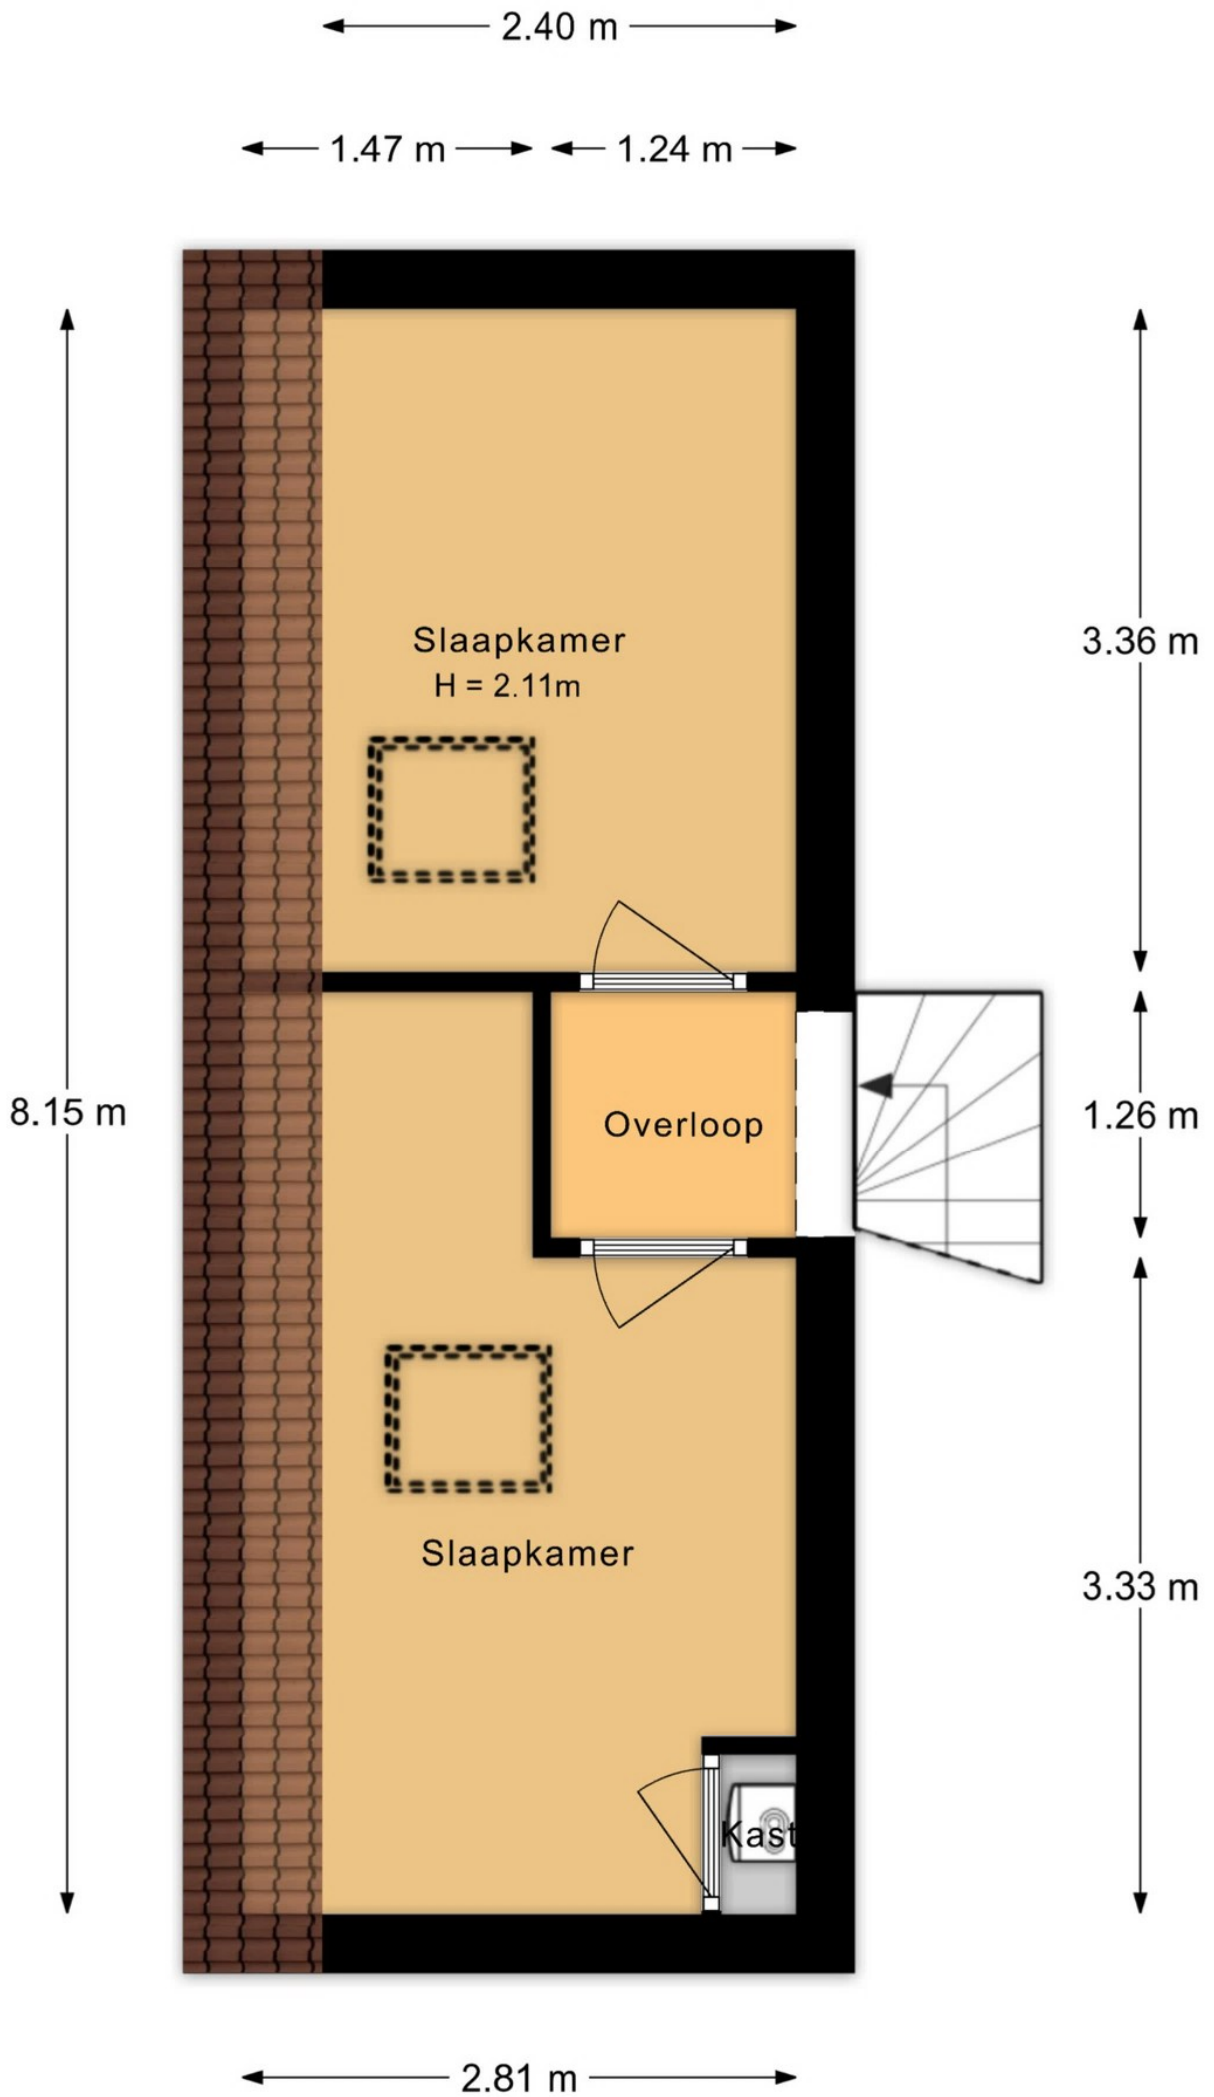 2.40 m
1.47 m
1.24 m
Slaapkamer
H = 2.11m
3.36 m
8.15 m
Overloop
1.26 m
Slaapkamer
3.33 m
Kast
2.81 m